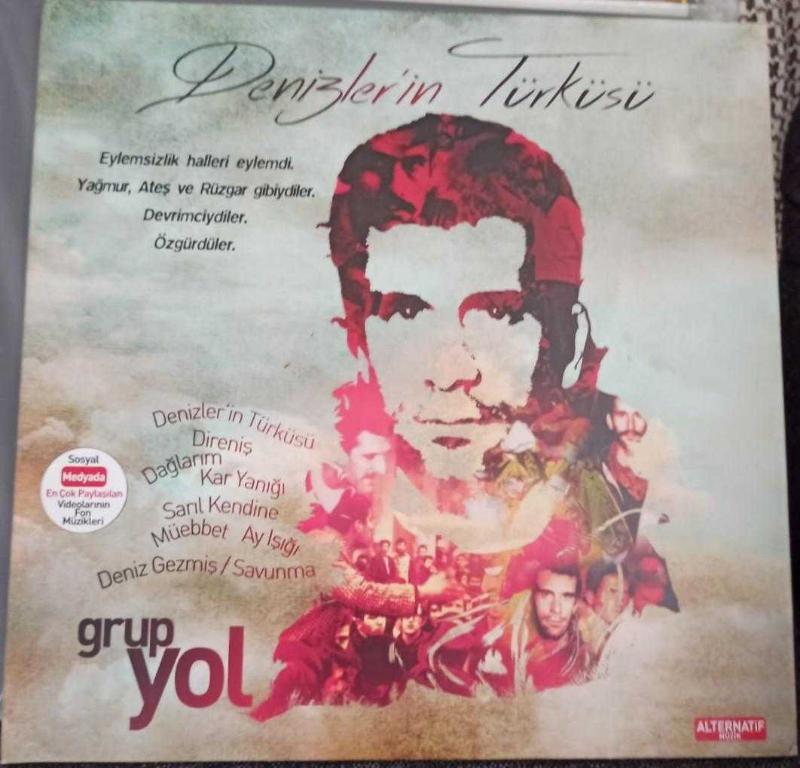 Denizler'in Türküsü
Eylemsizlik halleri eylemdi.
Yağmur, Ateş ve Rüzgar gibiydiler.
Devrimciydiler.
Özgürdüler.
Denizler'in Türküsü
Direniş
Dağlarım
Kar Yanığı
Sarıl Kendine
Müebbet Ay Işığı
Deniz Gezmiş / Savunma
Sosyal
Medyada
En Çok Paylaşılan
Videolarının
Fon
Müzikleri
grup
yol
ALTERNATİF
MÜZİK